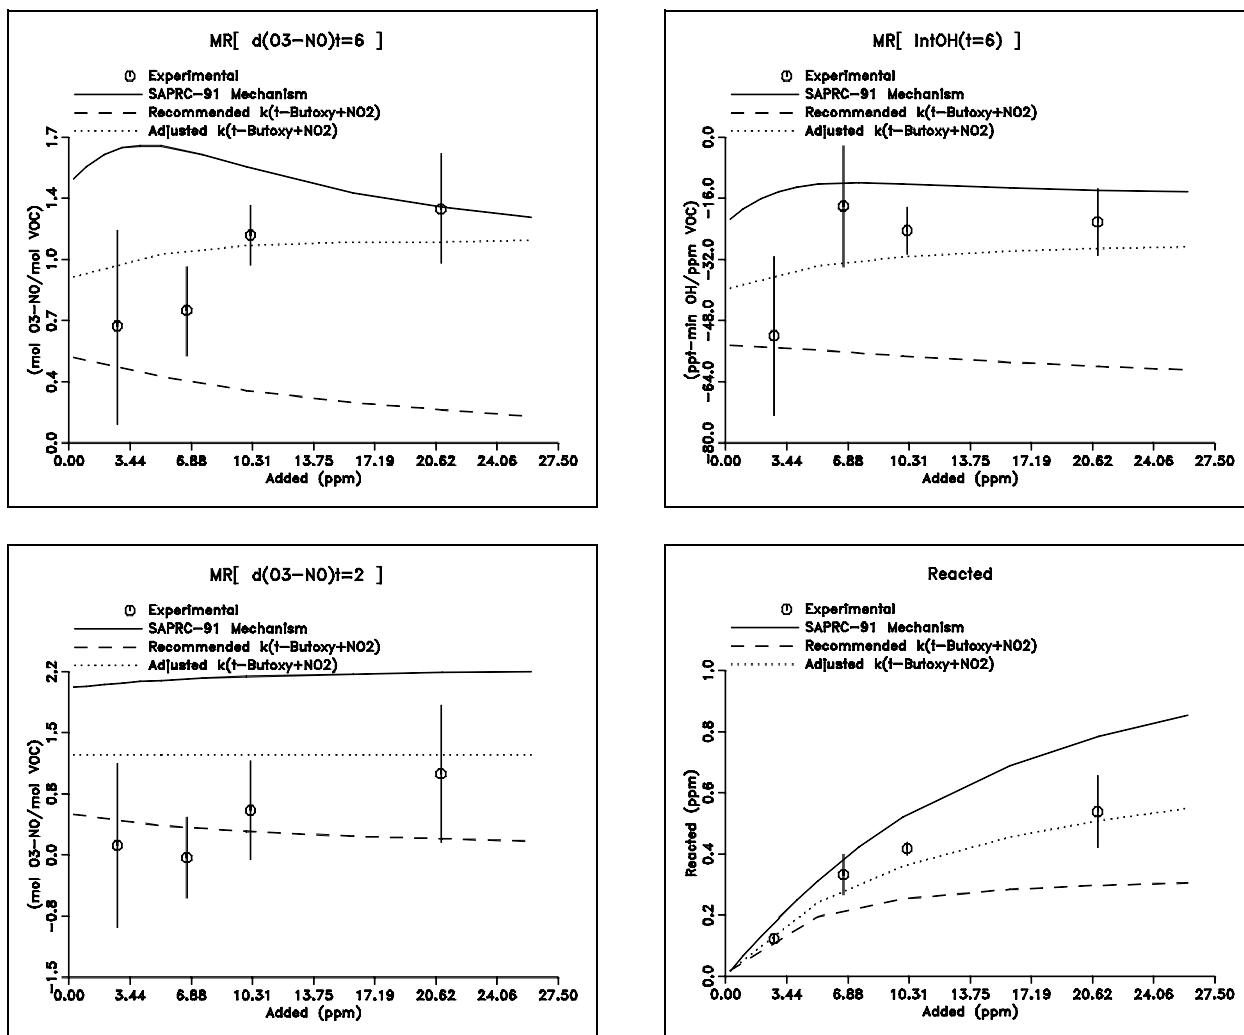 MR[ d(O3-NO)t=6 ]
Experimental
SAPRC-91 Mechanism
Recommended k(t-Butoxy+NO2)
Adjusted k(t-Butoxy+NO2)
(mol O3-NO/mol VOC)
1.7
1.4
1.0
0.7
0.4
0.0
0.00 3.44 6.88 10.31 13.75 17.19 20.62 24.06 27.50
Added (ppm)
MR[ IntOH(t=6) ]
Experimental
SAPRC-91 Mechanism
Recommended k(t-Butoxy+NO2)
Adjusted k(t-Butoxy+NO2)
(ppt-min OH/ppm VOC)
0.0
-16.0
-32.0
-48.0
-64.0
-80.0
0.00 3.44 6.88 10.31 13.75 17.19 20.62 24.06 27.50
Added (ppm)
MR[ d(O3-NO)t=2 ]
Experimental
SAPRC-91 Mechanism
Recommended k(t-Butoxy+NO2)
Adjusted k(t-Butoxy+NO2)
(mol O3-NO/mol VOC)
2.2
1.5
0.8
0.0
-0.8
-1.5
0.00 3.44 6.88 10.31 13.75 17.19 20.62 24.06 27.50
Added (ppm)
Reacted
Experimental
SAPRC-91 Mechanism
Recommended k(t-Butoxy+NO2)
Adjusted k(t-Butoxy+NO2)
Reacted (ppm)
1.0
0.8
0.6
0.4
0.2
0.0
0.00 3.44 6.88 10.31 13.75 17.19 20.62 24.06 27.50
Added (ppm)